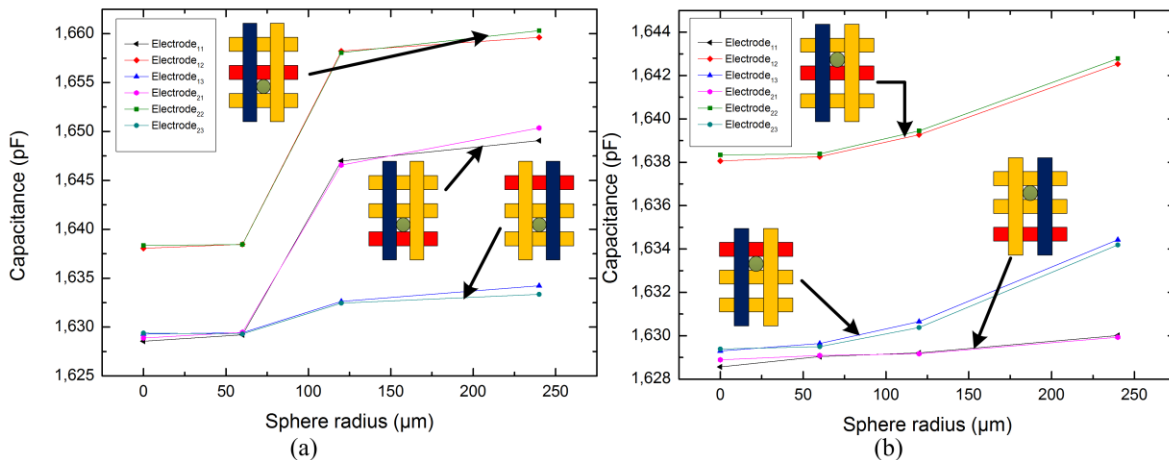 1,660
1,655
1,650
1,645
1,640
1,635
1,630
1,625
Capacitance (pF)
Electrode11
Electrode12
Electrode13
Electrode21
Electrode22
Electrode23
0 50 100 150 200 250
Sphere radius (µm)
(a)
1,644
1,642
1,640
1,638
1,636
1,634
1,632
1,630
1,628
Capacitance (pF)
Electrode11
Electrode12
Electrode13
Electrode21
Electrode22
Electrode23
0 50 100 150 200 250
Sphere radius (µm)
(b)